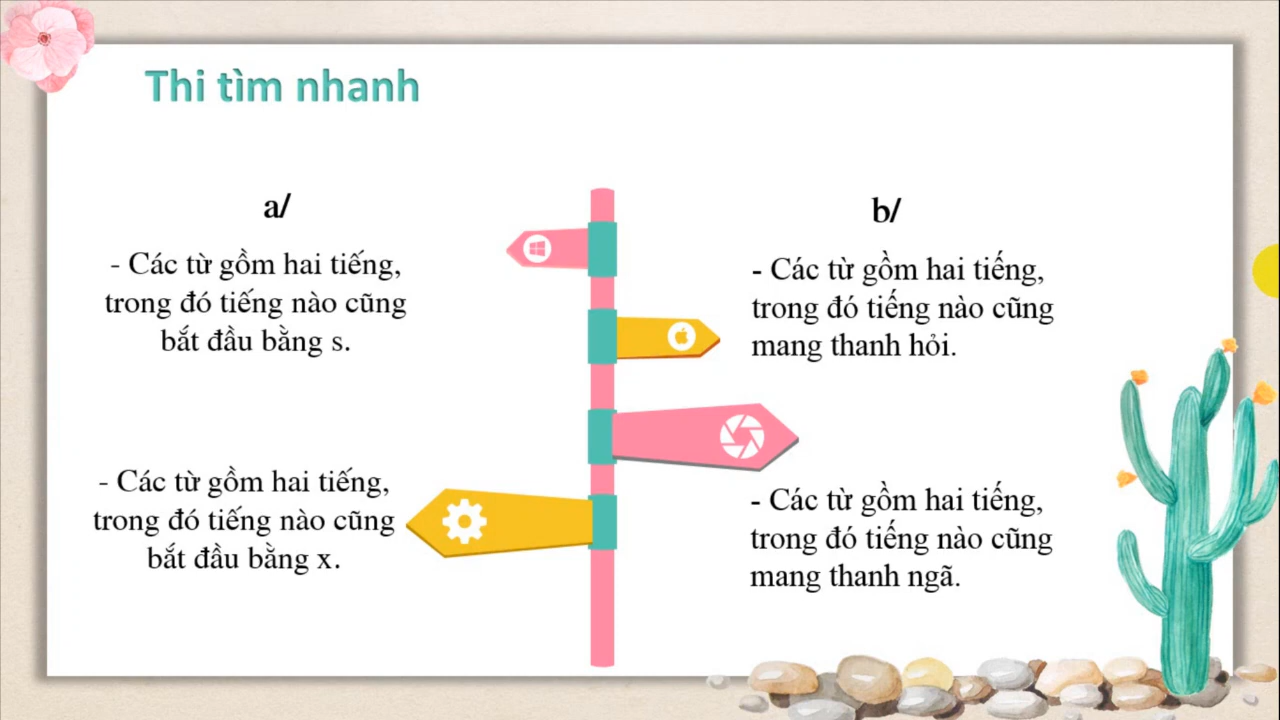 Thi tìm nhanh
a/
- Các từ gồm hai tiếng,
trong đó tiếng nào cũng
bắt đầu bằng s.
- Các từ gồm hai tiếng,
trong đó tiếng nào cũng
bắt đầu bằng x.
b/
- Các từ gồm hai tiếng,
trong đó tiếng nào cũng
mang thanh hỏi.
- Các từ gồm hai tiếng,
trong đó tiếng nào cũng
mang thanh ngã.